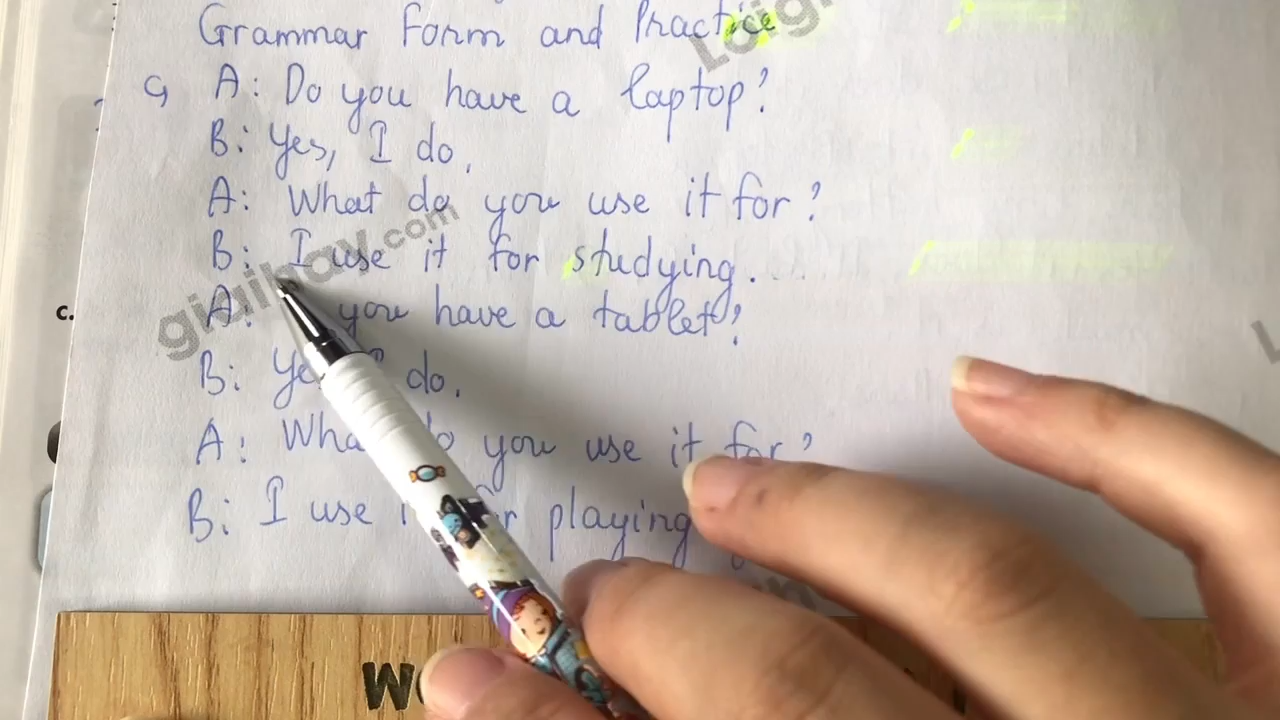 Grammar Form and Practice
G A: Do you have a laptop?
B: Yes, I do.
A: What do you use it for?
B: I use it for studying.
A: you have a tablet?
B: do.
A: you use it for?
B: I use playing
c.
giaihay.com